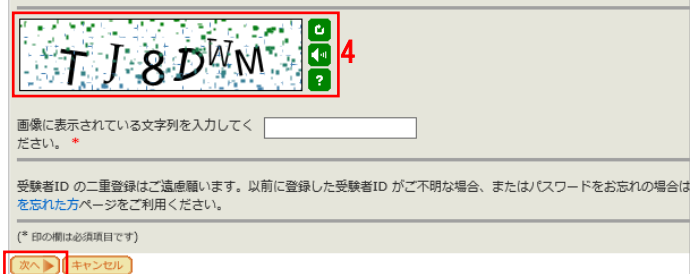 TJ8DWM
4
?
画像に表示されている文字列を入力してく
ださい。 *
受験者ID の二重登録はご遠慮願います。以前に登録した受験者ID がご不明な場合、またはパスワードをお忘れの場合は
を忘れた方ページをご利用ください。
(* 印の欄は必須項目です)
次へ
キャンセル